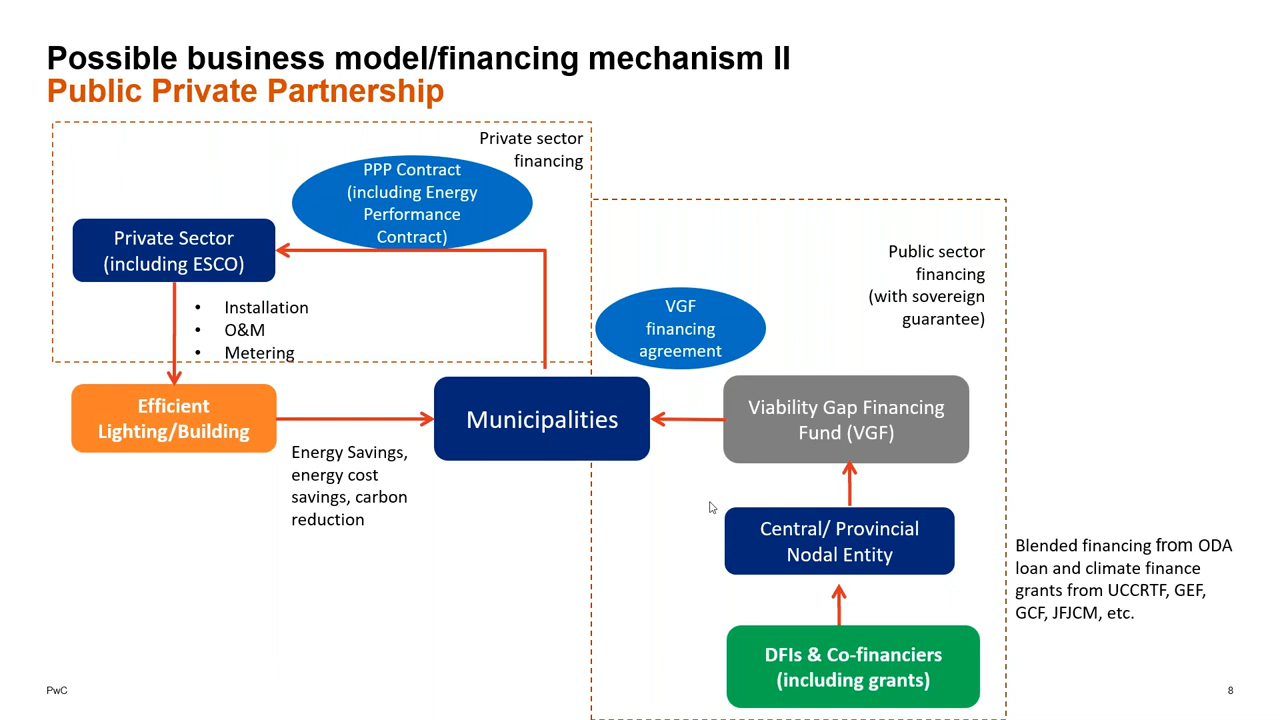 Possible business model/financing mechanism II
Public Private Partnership
Private sector
financing
PPP Contract
(including Energy
Performance
Contract)
Private Sector
(including ESCO)
• Installation
• O&M
• Metering
Public sector
financing
(with sovereign
guarantee)
VGF
financing
agreement
Efficient
Lighting/Building
Municipalities
Viability Gap Financing
Fund (VGF)
Energy Savings,
energy cost
savings, carbon
reduction
Central/ Provincial
Nodal Entity
Blended financing from ODA
loan and climate finance
grants from UCCRTF, GEF,
GCF, JFJCM, etc.
DFIs & Co-financiers
(including grants)
PwC
8